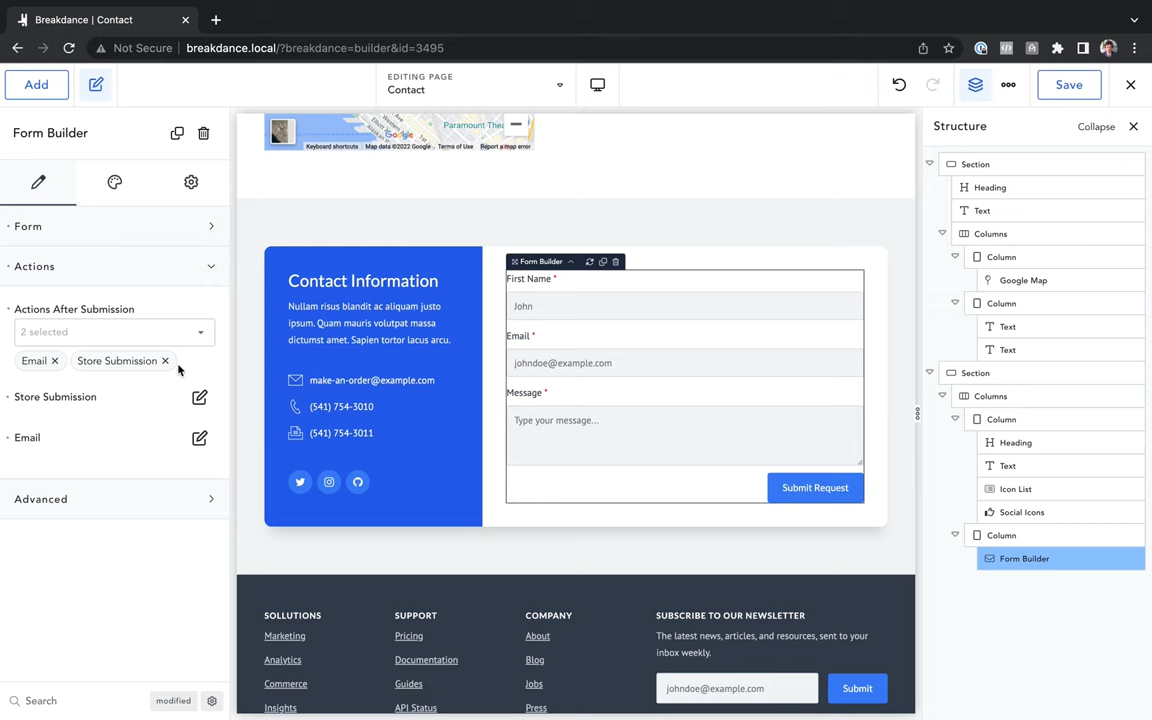 Breakdance | Contact
Not Secure
breakdance.local/?breakdance=builder&id=3495
Add
EDITING PAGE
Contact
Save
Form Builder
Form
Actions
Actions After Submission
2 selected
Email
Store Submission
Store Submission
Email
Advanced
Search
modified
Paramount The
Google
Keyboard shortcuts
Map data ©2022 Google
Terms of Use
Report a map error
Contact Information
Nullam risus blandit ac aliquam justo
ipsum. Quam mauris volutpat massa
dictumst amet. Sapien tortor lacus arcu.
make-an-order@example.com
(541) 754-3010
(541) 754-3011
Form Builder
First Name *
John
Email *
johndoe@example.com
Message *
Type your message...
Submit Request
SOLLUTIONS
Marketing
Analytics
Commerce
Insights
SUPPORT
Pricing
Documentation
Guides
API Status
COMPANY
About
Blog
Jobs
Press
SUBSCRIBE TO OUR NEWSLETTER
The latest news, articles, and resources, sent to your
inbox weekly.
johndoe@example.com
Submit
Structure
Collapse
Section
Heading
Text
Columns
Column
Google Map
Column
Text
Text
Section
Columns
Column
Heading
Text
Icon List
Social Icons
Column
Form Builder